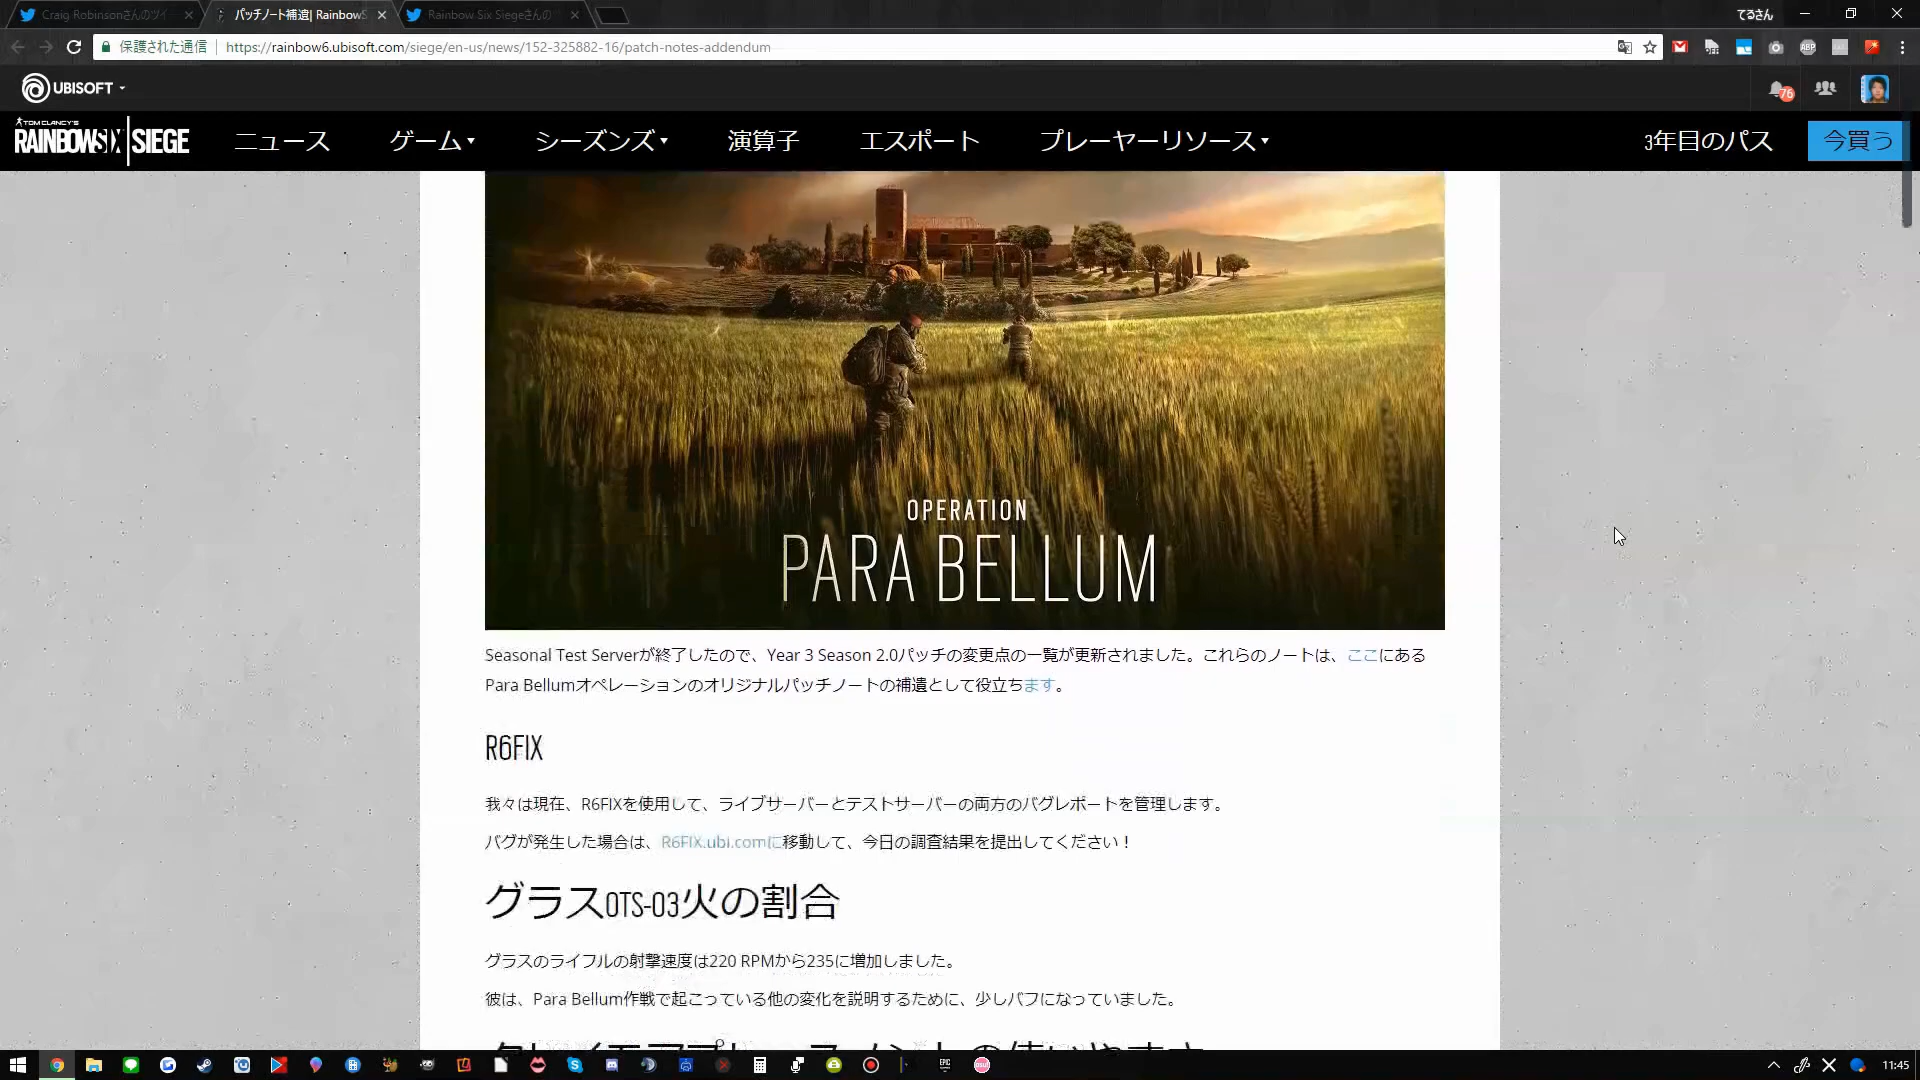 Craig Robinsonさんのツイ
パッチノート補遺| RainbowS
Rainbow Six Siegeさんの
てるさん
保護された通信
https://rainbow6.ubisoft.com/siege/en-us/news/152-325882-16/patch-notes-addendum
ABP
UBISOFT
76
TOM CLANCY'S
RAINBOWSIX|SIEGE
ニュース
ゲーム
シーズンズ
演算子
エスポート
プレーヤーリソース
3年目のパス
今買う
OPERATION
PARA BELLUM
Seasonal Test Serverが終了したので、Year 3 Season 2.0パッチの変更点の一覧が更新されました。これらのノートは、ここにある
Para Bellumオペレーションのオリジナルパッチノートの補遺として役立ちます。
R6FIX
我々は現在、R6FIXを使用して、ライブサーバーとテストサーバーの両方のバグレポートを管理します。
バグが発生した場合は、R6FIX.ubi.comに移動して、今日の調査結果を提出してください！
グラスOTS-03火の割合
グラスのライフルの射撃速度は220 RPMから235に増加しました。
彼は、Para Bellum作戦で起こっている他の変化を説明するために、少しバフになっていました。
11:45